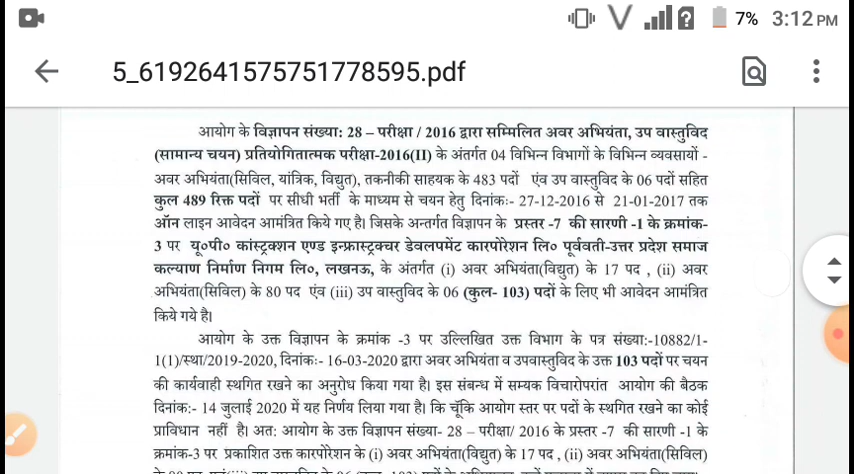 7% 3:12 PM
5_6192641575751778595.pdf
आयोग के विज्ञापन संख्या: 28 – परीक्षा / 2016 द्वारा सम्मिलित अवर अभियंता, उप वास्तुविद
(सामान्य चयन) प्रतियोगितात्मक परीक्षा-2016(II) के अंतर्गत 04 विभिन्न विभागों के विभिन्न व्यवसायों -
अवर अभियंता(सिविल, यांत्रिक, विद्युत), तकनीकी साहयक के 483 पदों एंव उप वास्तुविद के 06 पदों सहित
कुल 489 रिक्त पदों पर सीधी भर्ती के माध्यम से चयन हेतु दिनांक:- 27-12-2016 से 21-01-2017 तक
ऑन लाइन आवेदन आमंत्रित किये गए है। जिसके अन्तर्गत विज्ञापन के प्रस्तर -7 की सारणी -1 के क्रमांक-
3 पर यू०पी० कांस्ट्रक्शन एण्ड इन्फ्रास्ट्रक्चर डेवलपमेंट कारपोरेशन लि० पूर्ववती-उत्तर प्रदेश समाज
कल्याण निर्माण निगम लि०, लखनऊ, के अंतर्गत (i) अवर अभियंता(विद्युत) के 17 पद , (ii) अवर
अभियंता(सिविल) के 80 पद एंव (iii) उप वास्तुविद के 06 (कुल- 103) पदों के लिए भी आवेदन आमंत्रित
किये गये है।
आयोग के उक्त विज्ञापन के क्रमांक -3 पर उल्लिखित उक्त विभाग के पत्र संख्या:-10882/1-
1(1)/स्था/2019-2020, दिनांक:- 16-03-2020 द्वारा अवर अभियंता व उपवास्तुविद के उक्त 103 पदों पर चयन
की कार्यवाही स्थगित रखने का अनुरोध किया गया है। इस संबन्ध में सम्यक विचारोपरांत आयोग की बैठक
दिनांक:- 14 जुलाई 2020 में यह निर्णय लिया गया है। कि चूँकि आयोग स्तर पर पदों के स्थगित रखने का कोई
प्राविधान नहीं है। अत: आयोग के उक्त विज्ञापन संख्या- 28 – परीक्षा/ 2016 के प्रस्तर -7 की सारणी -1 के
क्रमांक-3 पर प्रकाशित उक्त कार्पोरेशन के (i) अवर अभियंता(विद्युत) के 17 पद , (ii) अवर अभियंता(सिविल)